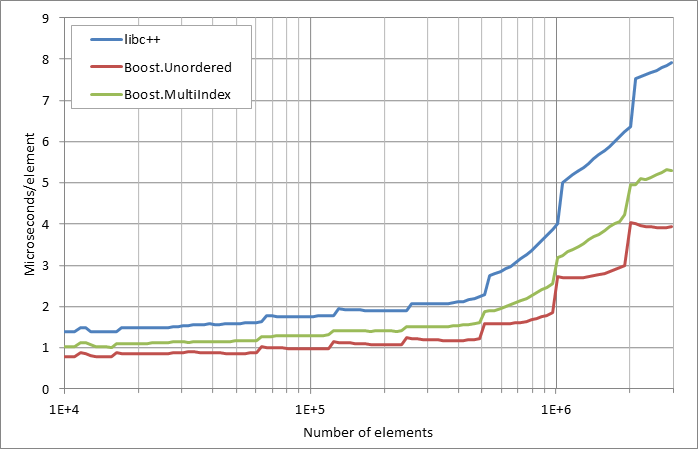 9
8
7
6
5
4
3
2
1
0
Microseconds/element
libc++
Boost.Unordered
Boost.MultiIndex
1E+4
1E+5
1E+6
Number of elements